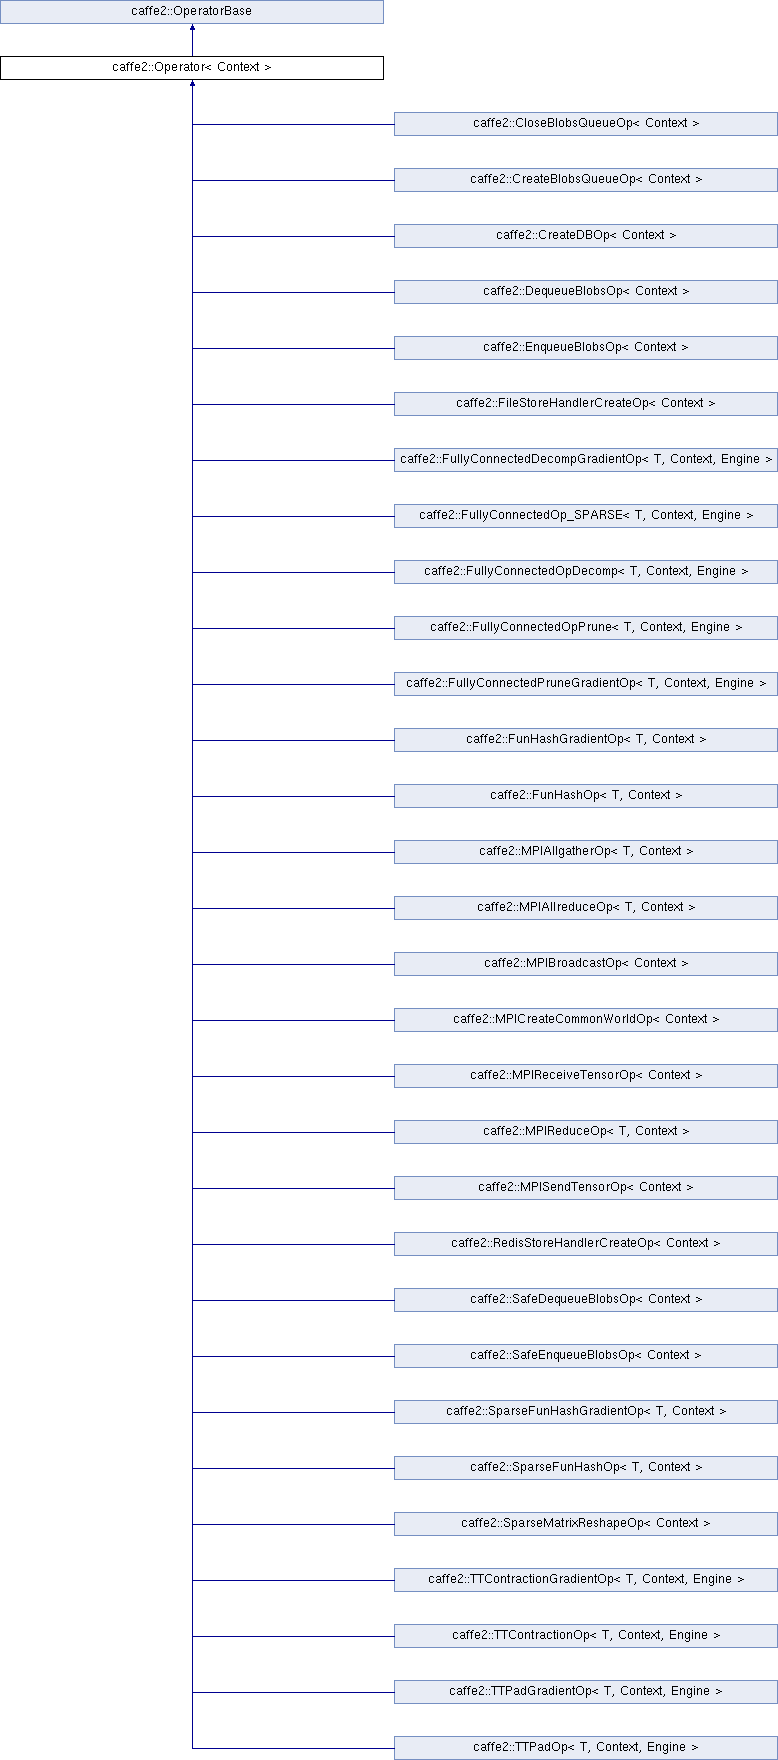 caffe2::OperatorBase
caffe2::Operator< Context >
caffe2::CloseBlobsQueueOp< Context >
caffe2::CreateBlobsQueueOp< Context >
caffe2::CreateDBOp< Context >
caffe2::DequeueBlobsOp< Context >
caffe2::EnqueueBlobsOp< Context >
caffe2::FileStoreHandlerCreateOp< Context >
caffe2::FullyConnectedDecompGradientOp< T, Context, Engine >
caffe2::FullyConnectedOp_SPARSE< T, Context, Engine >
caffe2::FullyConnectedOpDecomp< T, Context, Engine >
caffe2::FullyConnectedOpPrune< T, Context, Engine >
caffe2::FullyConnectedPruneGradientOp< T, Context, Engine >
caffe2::FunHashGradientOp< T, Context >
caffe2::FunHashOp< T, Context >
caffe2::MPIAllgatherOp< T, Context >
caffe2::MPIAllreduceOp< T, Context >
caffe2::MPIBroadcastOp< Context >
caffe2::MPICreateCommonWorldOp< Context >
caffe2::MPIReceiveTensorOp< Context >
caffe2::MPIReduceOp< T, Context >
caffe2::MPISendTensorOp< Context >
caffe2::RedisStoreHandlerCreateOp< Context >
caffe2::SafeDequeueBlobsOp< Context >
caffe2::SafeEnqueueBlobsOp< Context >
caffe2::SparseFunHashGradientOp< T, Context >
caffe2::SparseFunHashOp< T, Context >
caffe2::SparseMatrixReshapeOp< Context >
caffe2::TTContractionGradientOp< T, Context, Engine >
caffe2::TTContractionOp< T, Context, Engine >
caffe2::TTPadGradientOp< T, Context, Engine >
caffe2::TTPadOp< T, Context, Engine >